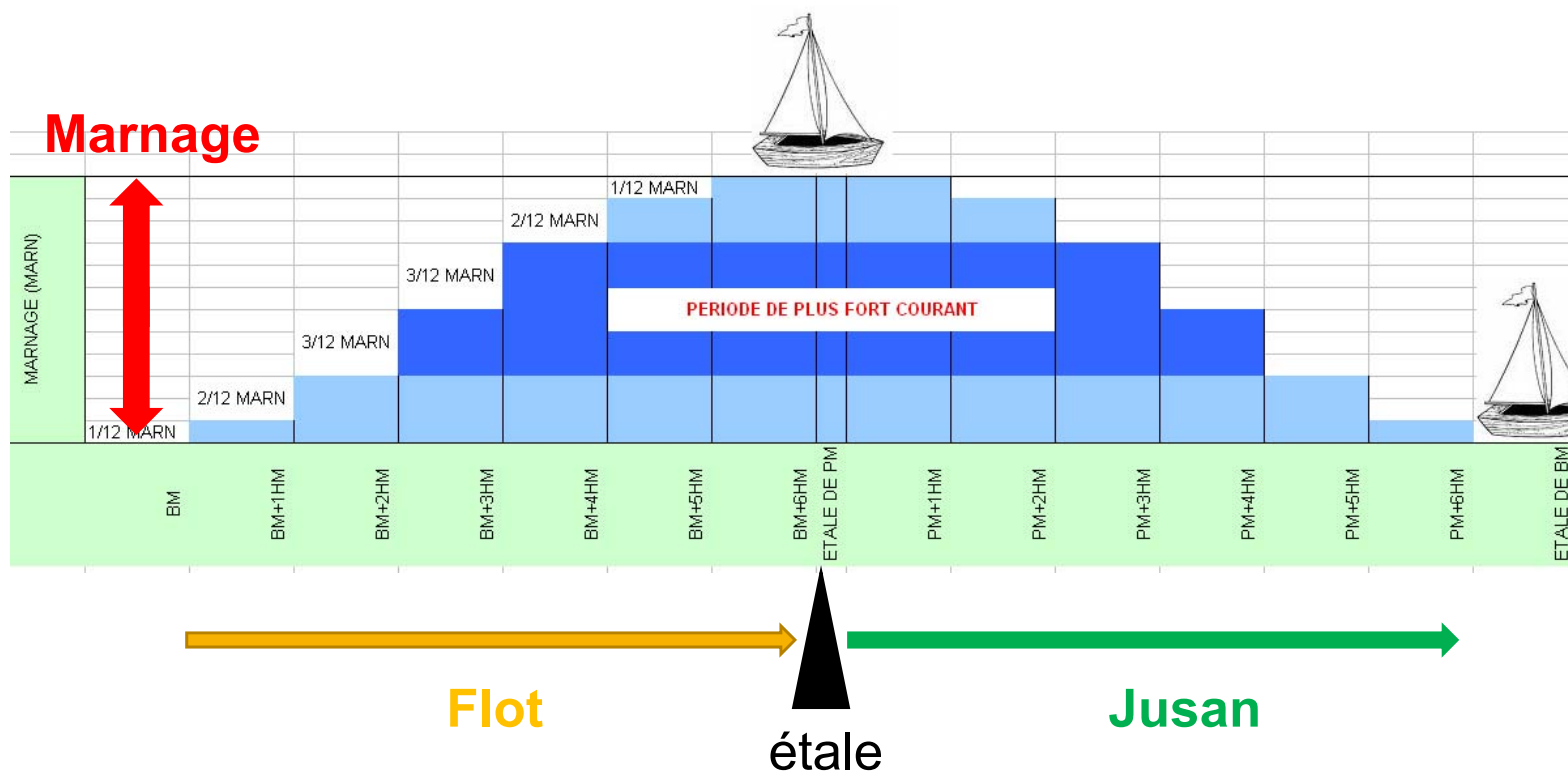 Marnage
1/12 MARN
2/12 MARN
3/12 MARN
3/12 MARN
2/12 MARN
1/12 MARN
MARNAGE (MARN)
PERIODE DE PLUS FORT COURANT
BM
BM+1HM
BM+2HM
BM+3HM
BM+4HM
BM+5HM
BM+6HM
ETALE DE PM
PM+1HM
PM+2HM
PM+3HM
PM+4HM
PM+5HM
PM+6HM
ETALE DE BM
Flot
Jusan
étale